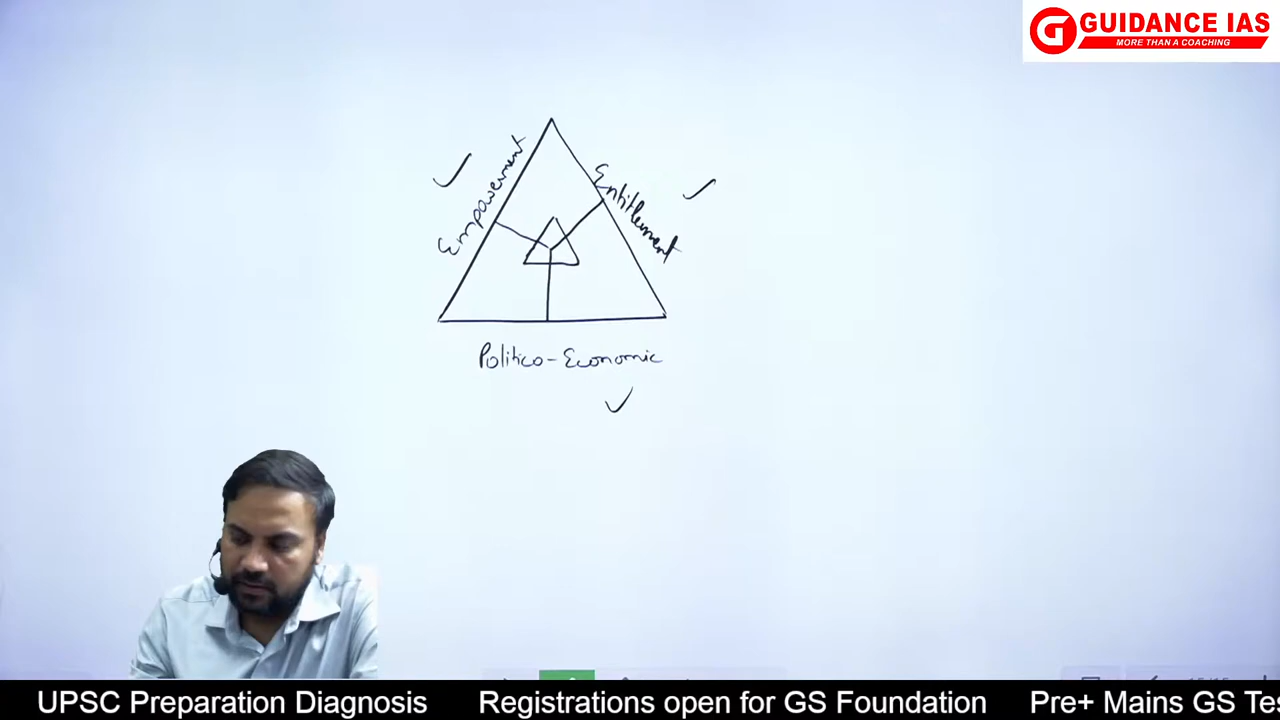 GUIDANCE IAS
MORE THAN A COACHING
Empowerment
Entitlement
Politico-Economic
UPSC Preparation Diagnosis Registrations open for GS Foundation Pre+ Mains GS Tes